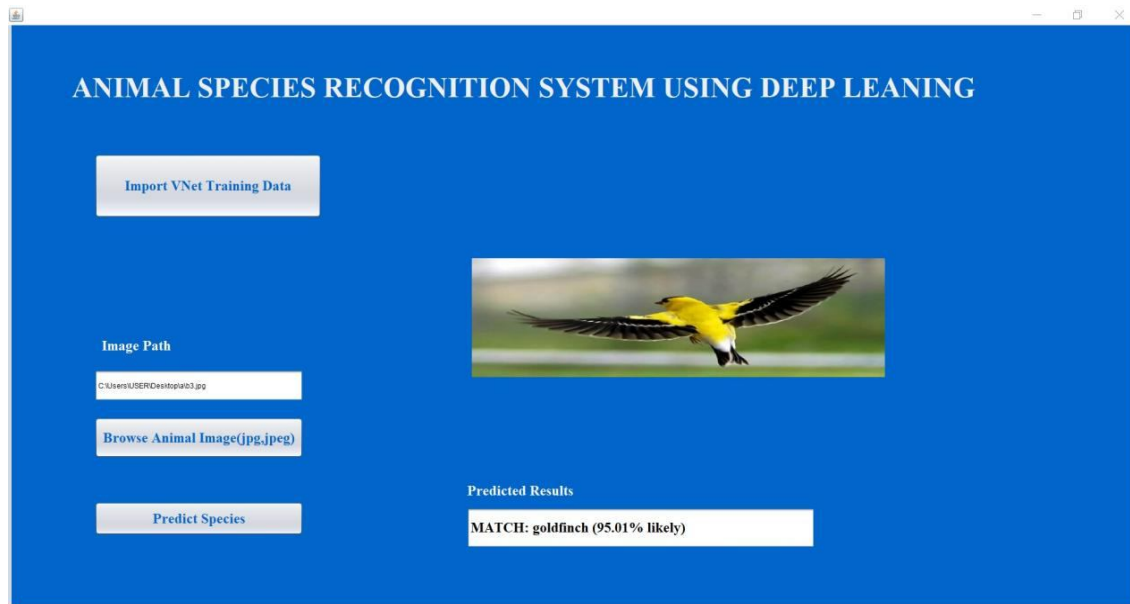 ANIMAL SPECIES RECOGNITION SYSTEM USING DEEP LEANING
Import VNet Training Data
Image Path
C:\Users\USER\Desktop\a\b3.jpg
Browse Animal Image(jpg,jpeg)
Predict Species
Predicted Results
MATCH: goldfinch (95.01% likely)